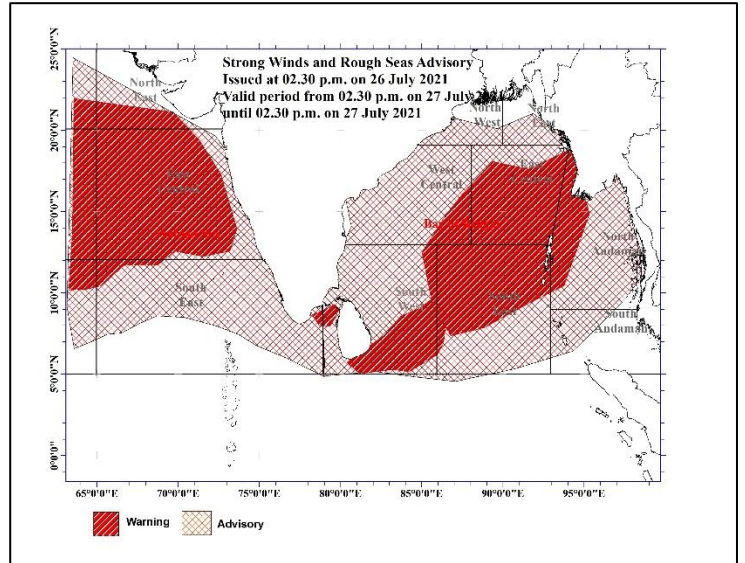 Strong Winds and Rough Seas Advisory
Issued at 02.30 p.m. on 26 July 2021
Valid period from 02.30 p.m. on 27 July
until 02.30 p.m. on 27 July 2021
25°0'0"N
20°0'0"N
15°0'0"N
10°0'0"N
5°0'0"N
0°0'0"
North
East
North
West
North
East
West
Central
East
Central
East
Central
South
East
South
West
South
East
North
Andaman
South
Andaman
65°0'0"E
70°0'0"E
75°0'0"E
80°0'0"E
85°0'0"E
90°0'0"E
95°0'0"E
Warning
Advisory